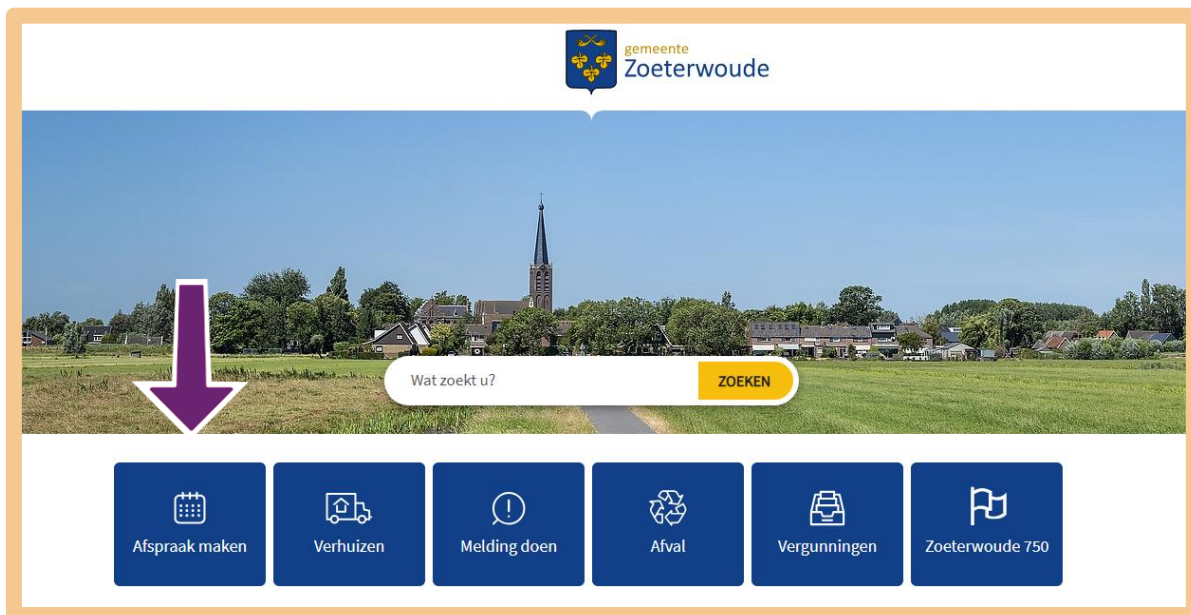 gemeente
Zoeterwoude
Wat zoekt u?
ZOEKEN
Afspraak maken
Verhuizen
Melding doen
Afval
Vergunningen
Zoeterwoude 750